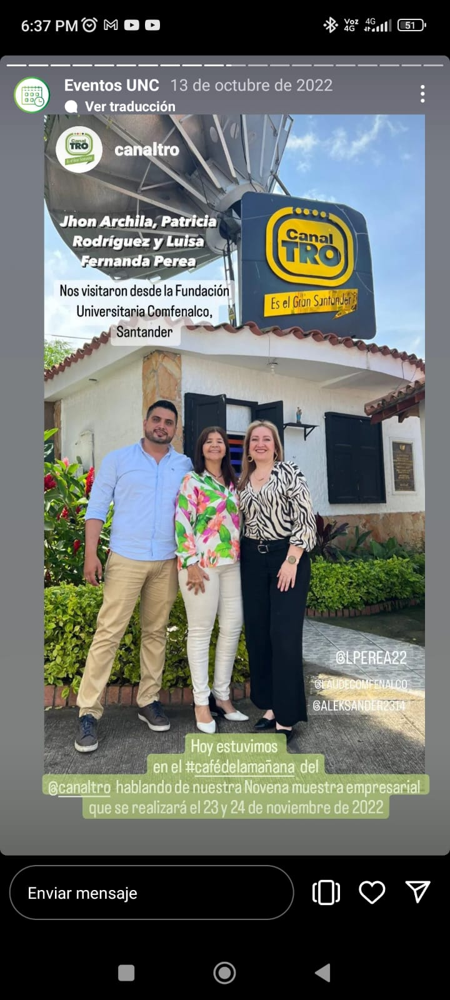 6:37 PM
Voz 4G
4G
51
Eventos UNC 13 de octubre de 2022
Ver traducción
Canal TRO
Es el Gran Santander
canaltro
Jhon Archila, Patricia
Rodríguez y Luisa
Fernanda Perea
Nos visitaron desde la Fundación
Universitaria Comfenalco,
Santander
Canal
TRO
Es el Gran Santander
@LPEREA22
@LAUDECOMFENALCO
@ALEKSANDER2314
Hoy estuvimos
en el #cafédelamañana del
@canaltro hablando de nuestra Novena muestra empresarial
que se realizará el 23 y 24 de noviembre de 2022
Enviar mensaje